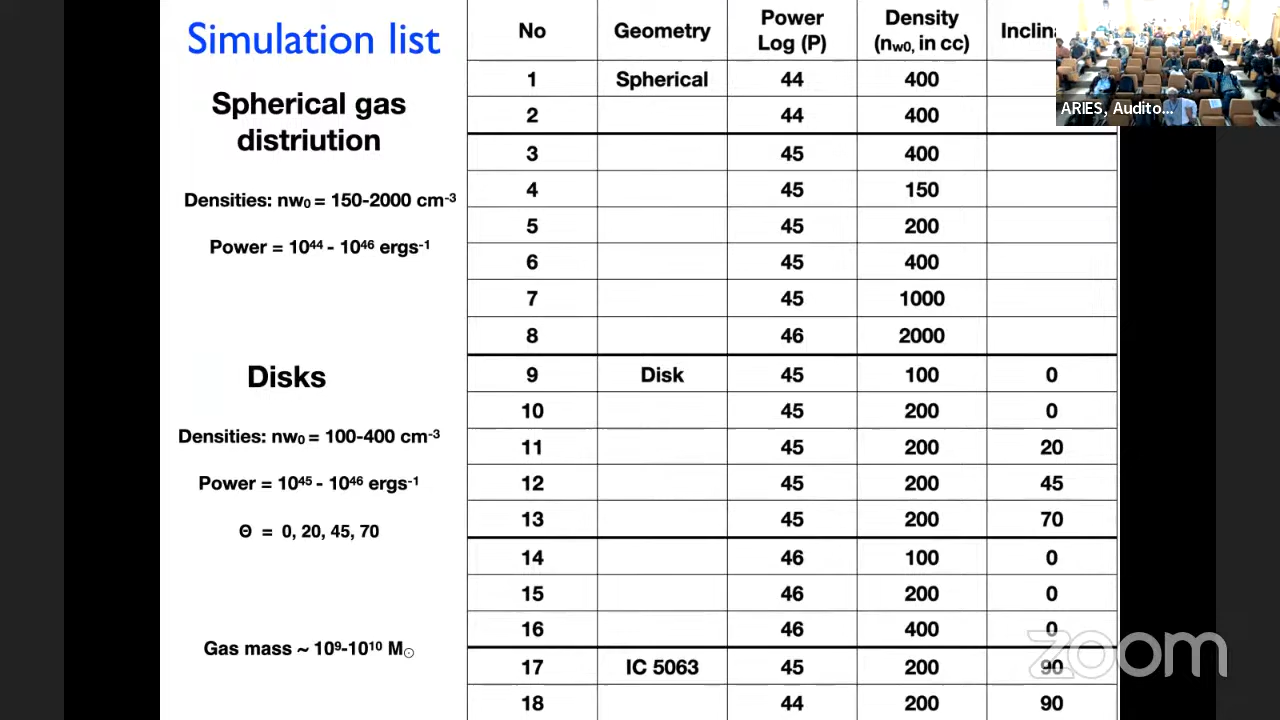 Simulation list
Spherical gas
distriution
Densities: nw₀ = 150-2000 cm⁻³
Power = 10⁴⁴ - 10⁴⁶ ergs⁻¹
Disks
Densities: nw₀ = 100-400 cm⁻³
Power = 10⁴⁵ - 10⁴⁶ ergs⁻¹
Θ = 0, 20, 45, 70
Gas mass ~ 10⁹-10¹⁰ M☉
No Geometry Power Log (P) Density (nw0, in cc)
1 Spherical 44 400
2 44 400
3 45 400
4 45 150
5 45 200
6 45 400
7 45 1000
8 46 2000
9 Disk 45 100 0
10 45 200 0
11 45 200 20
12 45 200 45
13 45 200 70
14 46 100 0
15 46 200 0
16 46 400 0
17 IC 5063 45 200 90
18 44 200 90
ARIES, Audito...
zoom